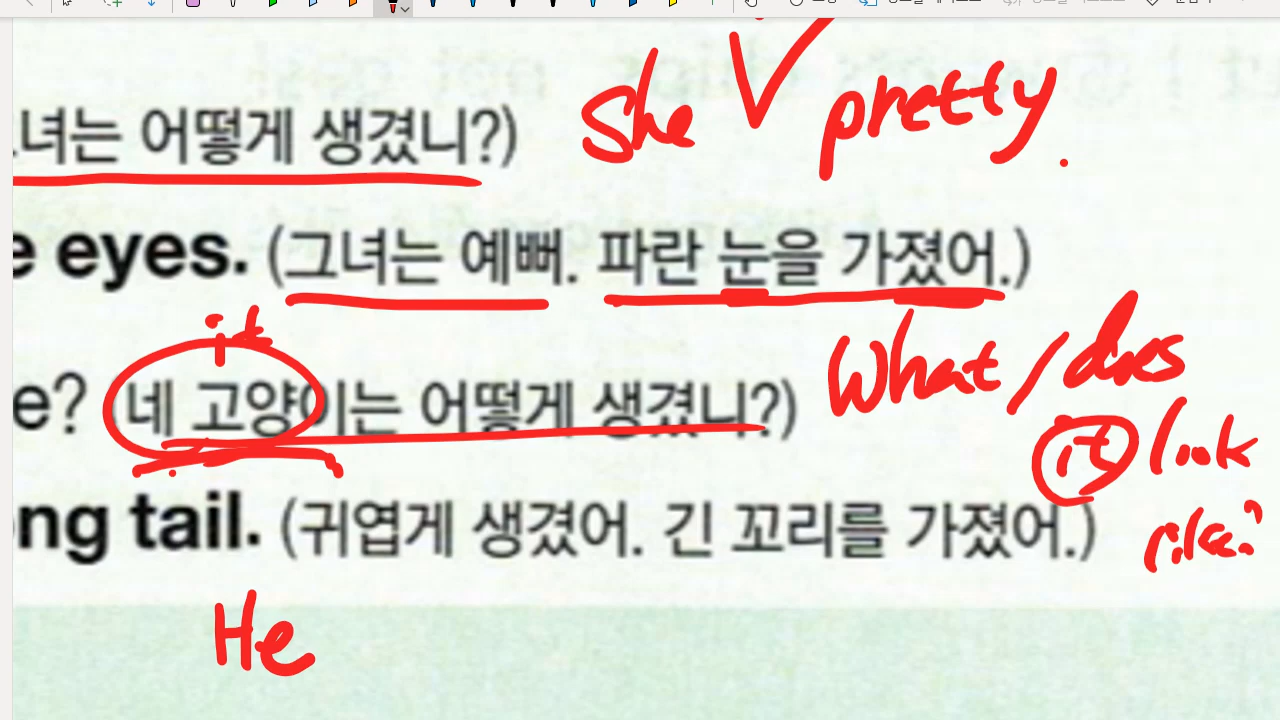 녀는 어떻게 생겼니?) She pretty.
e eyes. (그녀는 예뻐. 파란 눈을 가졌어.)
it
e? (네 고양이는 어떻게 생겼니?) What / does
it look
ong tail. (귀엽게 생겼어. 긴 꼬리를 가졌어.)
like?
He